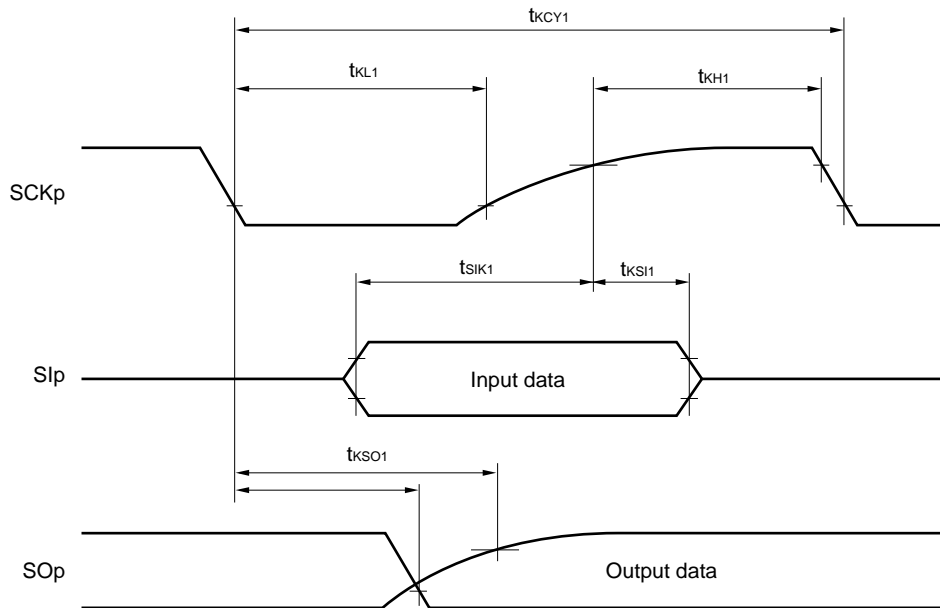 tKCY1
tKL1
tKH1
SCKp
tSIK1
tKSI1
SIp
Input data
tKSO1
SOp
Output data